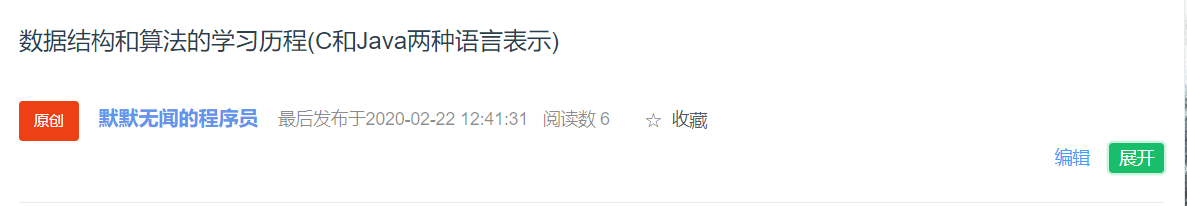 数据结构和算法的学习历程(C和Java两种语言表示)
原创 默默无闻的程序员 最后发布于2020-02-22 12:41:31 阅读数 6 ☆ 收藏
编辑 展开